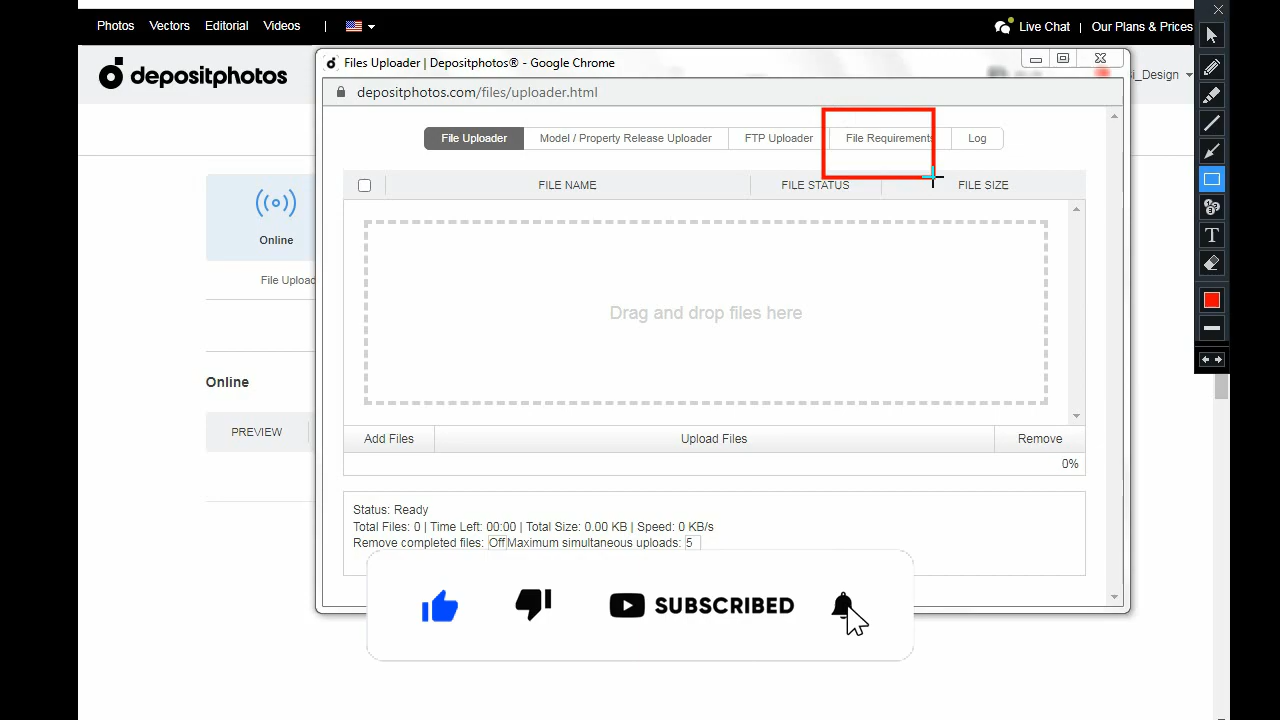 Photos Vectors Editorial Videos | Live Chat Our Plans & Prices
depositphotos
i_Design
Files Uploader | Depositphotos® - Google Chrome
depositphotos.com/files/uploader.html
File Uploader Model / Property Release Uploader FTP Uploader File Requirements Log
FILE NAME FILE STATUS FILE SIZE
Online
File Uploa
Drag and drop files here
Online
PREVIEW
Add Files Upload Files Remove
0%
Status: Ready
Total Files: 0 | Time Left: 00:00 | Total Size: 0.00 KB | Speed: 0 KB/s
Remove completed files: Off Maximum simultaneous uploads: 5
SUBSCRIBED
T